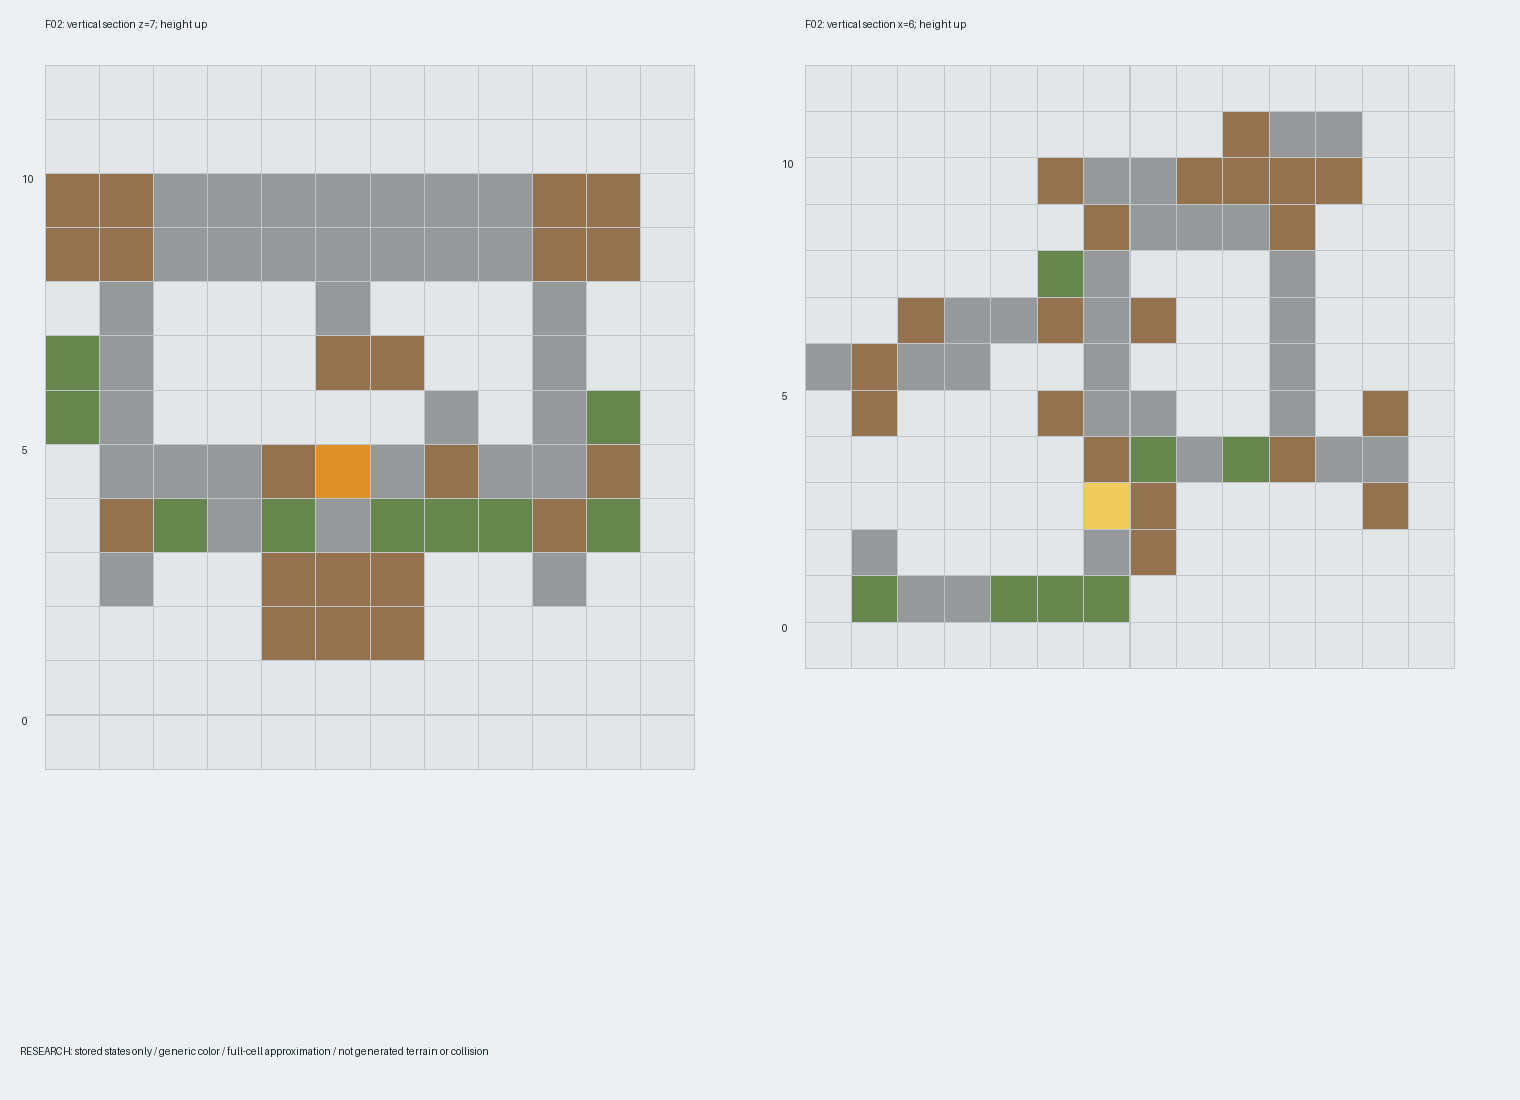 F02: vertical section z=7; height up
F02: vertical section x=6; height up
10
5
0
10
5
0
RESEARCH: stored states only / generic color / full-cell approximation / not generated terrain or collision